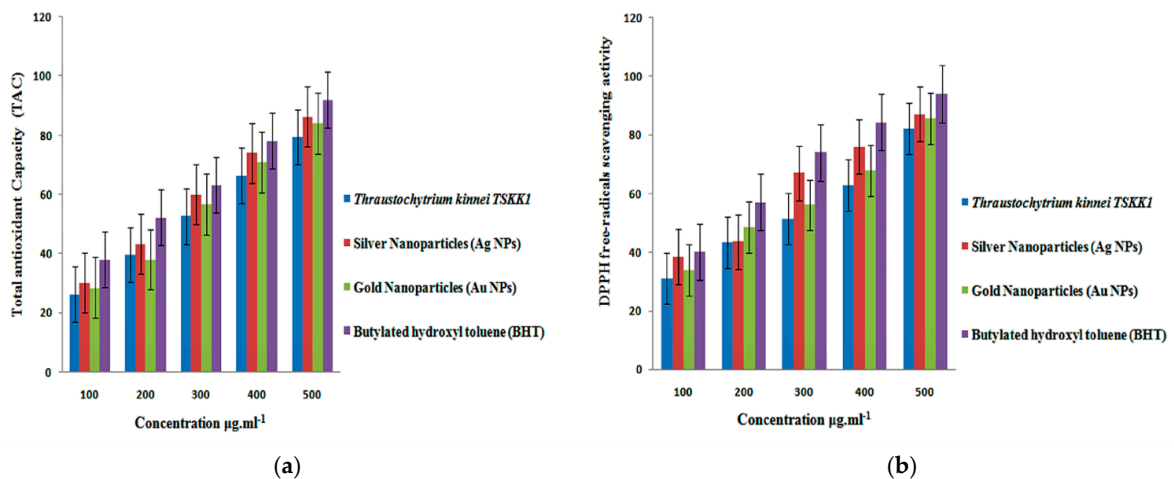 Total antioxidant Capacity (TAC)
120
100
80
60
40
20
0
100 200 300 400 500
Concentration µg.ml-1
Thraustochytrium kinnei TSKK1
Silver Nanoparticles (Ag NPs)
Gold Nanoparticles (Au NPs)
Butylated hydroxyl toluene (BHT)
(a)
DPPH free-radicals scavenging activity
120
100
80
60
40
20
0
100 200 300 400 500
Concentration µg.ml-1
Thraustochytrium kinnei TSKK1
Silver Nanoparticles (Ag NPs)
Gold Nanoparticles (Au NPs)
Butylated hydroxyl toluene (BHT)
(b)